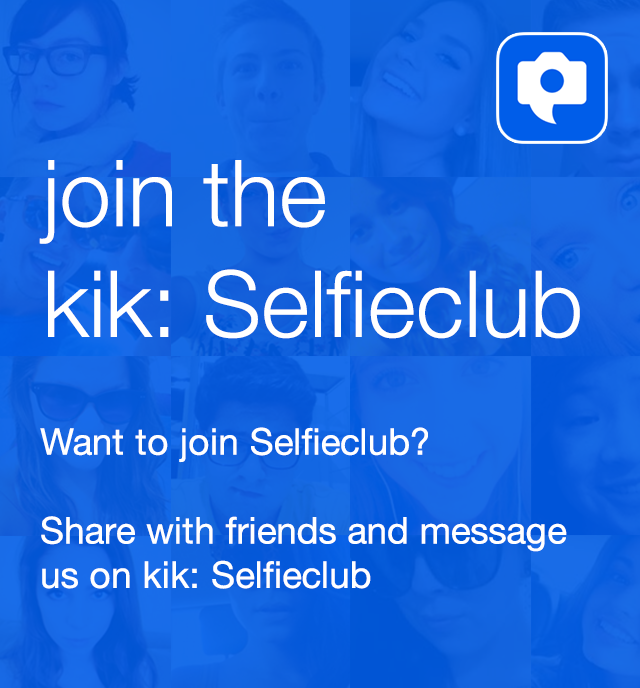 join the
kik: Selfieclub
Want to join Selfieclub?
Share with friends and message
us on kik: Selfieclub